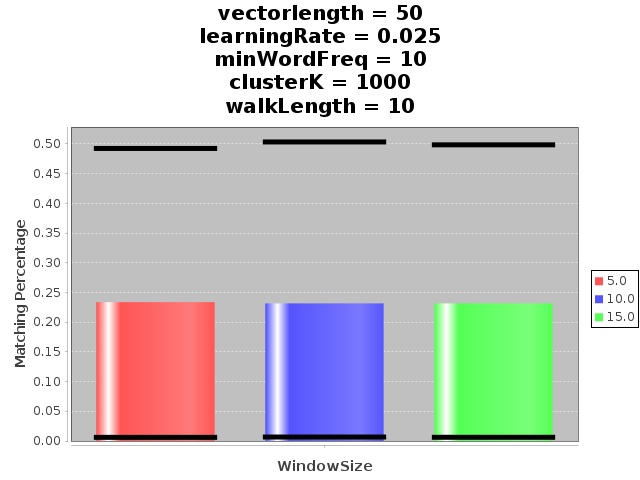 vectorlength = 50
learningRate = 0.025
minWordFreq = 10
clusterK = 1000
walkLength = 10
Matching Percentage
0.50
0.45
0.40
0.35
0.30
0.25
0.20
0.15
0.10
0.05
0.00
WindowSize
5.0
10.0
15.0